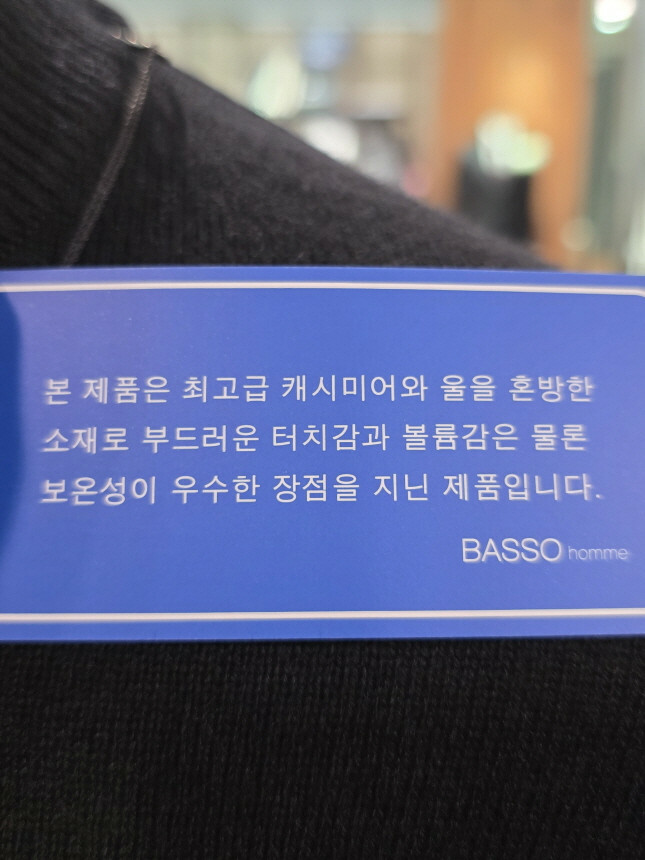 본 제품은 최고급 캐시미어와 울을 혼방한
소재로 부드러운 터치감과 볼륨감은 물론
보온성이 우수한 장점을 지닌 제품입니다.
BASSO homme